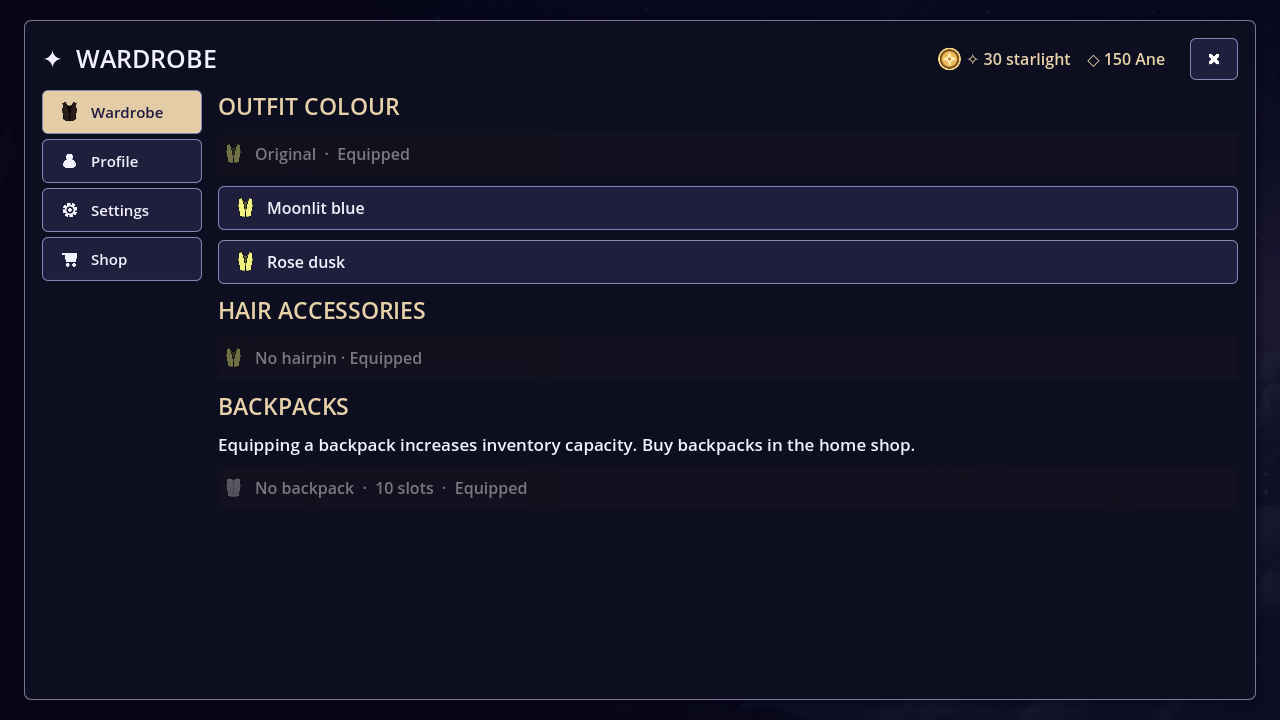 WARDROBE
30 starlight
150 Ane
Wardrobe
Profile
Settings
Shop
OUTFIT COLOUR
Original · Equipped
Moonlit blue
Rose dusk
HAIR ACCESSORIES
No hairpin · Equipped
BACKPACKS
Equipping a backpack increases inventory capacity. Buy backpacks in the home shop.
No backpack · 10 slots · Equipped